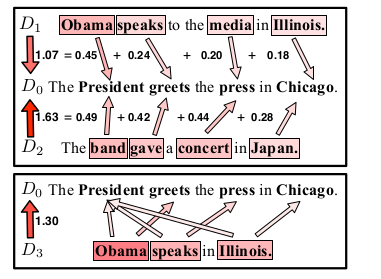 D1 Obama speaks to the media in Illinois.
1.07 = 0.45 + 0.24 + 0.20 + 0.18
D0 The President greets the press in Chicago.
1.63 = 0.49 + 0.42 + 0.44 + 0.28
D2 The band gave a concert in Japan.
D0 The President greets the press in Chicago.
1.30
D3 Obama speaks in Illinois.